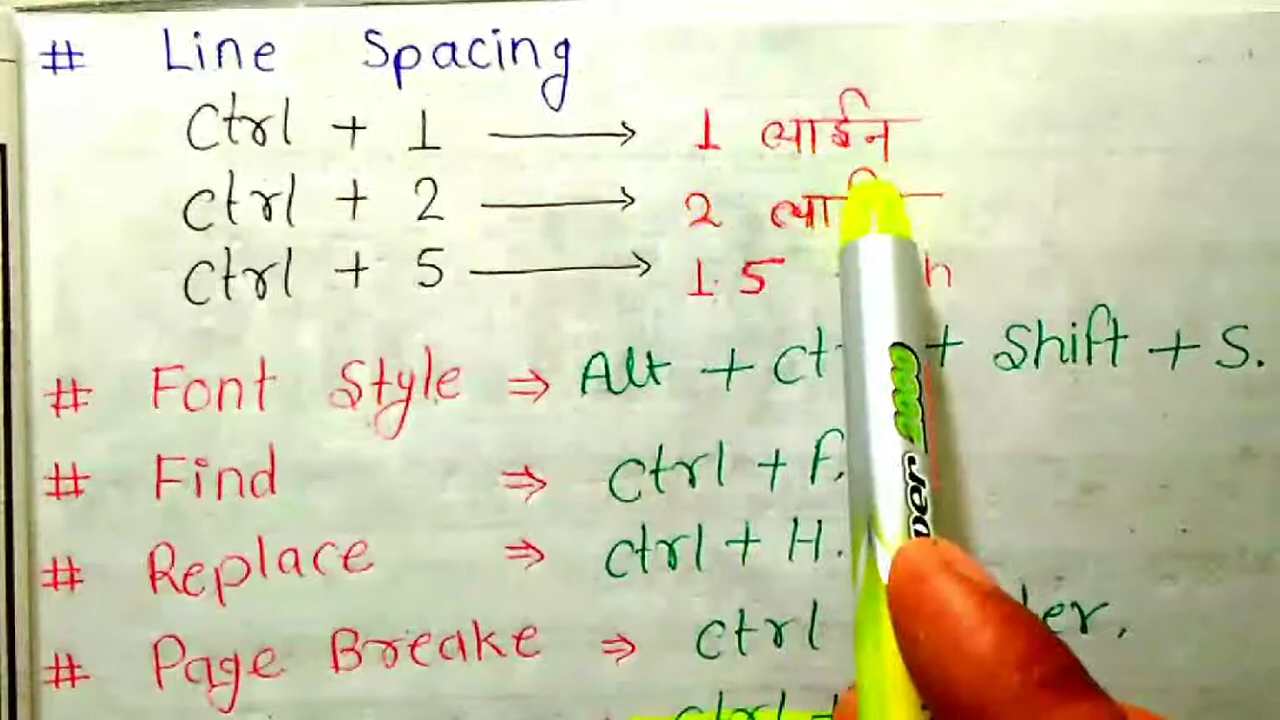 # Line Spacing
Ctrl + 1 → 1 लाईन
Ctrl + 2 → 2
Ctrl + 5 → 1.5
# Font Style ⇒ Alt + + Shift + S.
# Find ⇒ Ctrl + F.
# Replace ⇒ Ctrl + H.
# Page Breake ⇒ Ctrl
Ctrl +